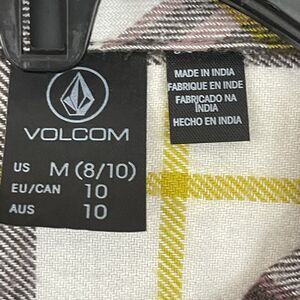 VOLCOM
US M (8/10)
EU/CAN 10
AUS 10
MADE IN INDIA
FABRIQUE EN INDE
FABRICADO NA
ÍNDIA
HECHO EN INDIA